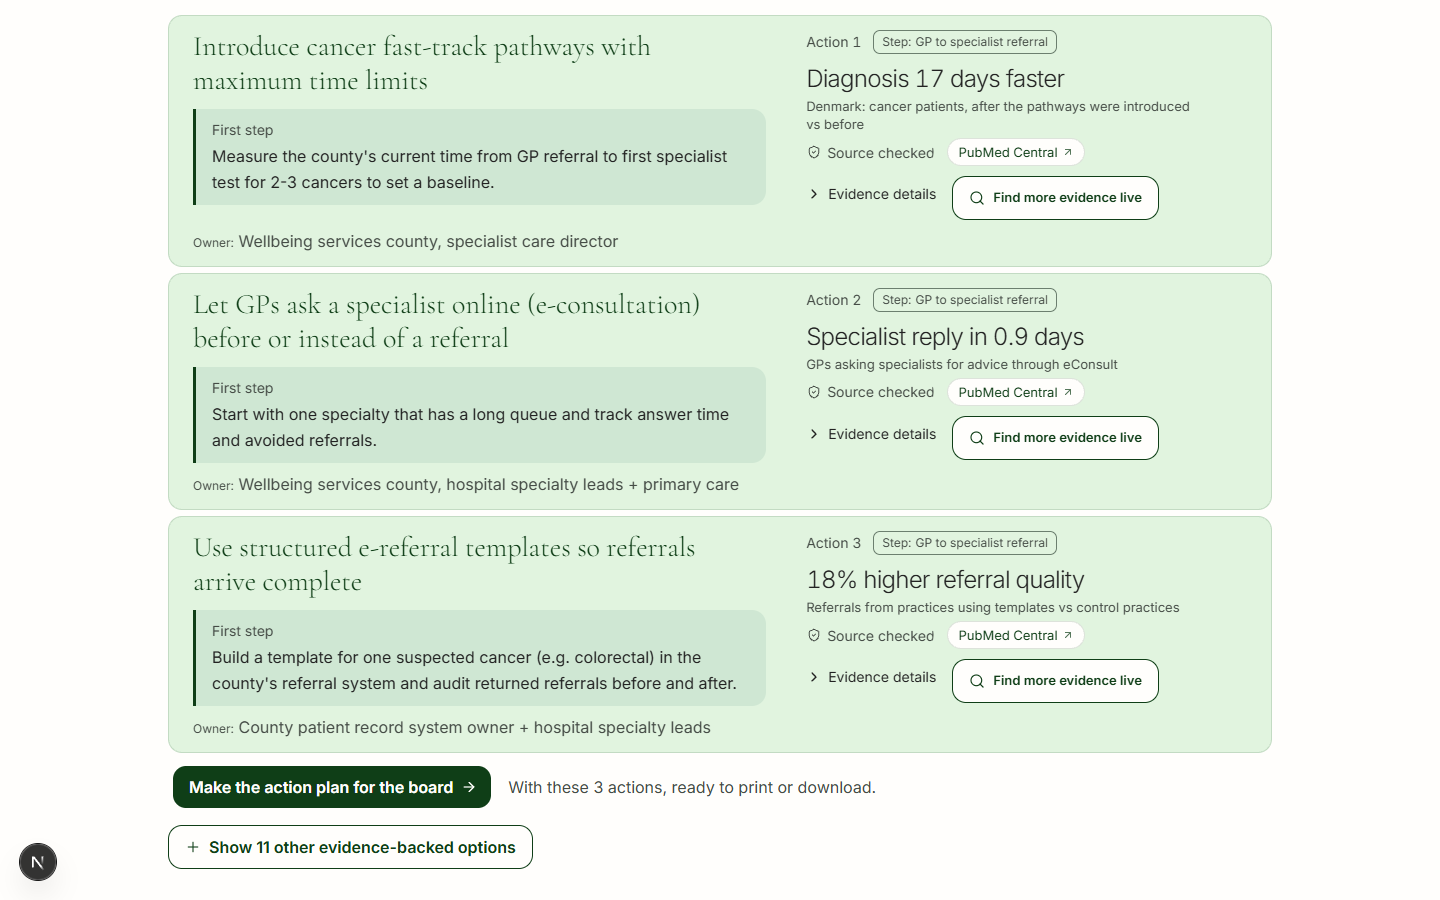 Introduce cancer fast-track pathways with
maximum time limits
First step
Measure the county's current time from GP referral to first specialist
test for 2-3 cancers to set a baseline.
Owner: Wellbeing services county, specialist care director
Action 1 Step: GP to specialist referral
Diagnosis 17 days faster
Denmark: cancer patients, after the pathways were introduced
vs before
Source checked PubMed Central ↗
Evidence details Find more evidence live
Let GPs ask a specialist online (e-consultation)
before or instead of a referral
First step
Start with one specialty that has a long queue and track answer time
and avoided referrals.
Owner: Wellbeing services county, hospital specialty leads + primary care
Action 2 Step: GP to specialist referral
Specialist reply in 0.9 days
GPs asking specialists for advice through eConsult
Source checked PubMed Central ↗
Evidence details Find more evidence live
Use structured e-referral templates so referrals
arrive complete
First step
Build a template for one suspected cancer (e.g. colorectal) in the
county's referral system and audit returned referrals before and after.
Owner: County patient record system owner + hospital specialty leads
Action 3 Step: GP to specialist referral
18% higher referral quality
Referrals from practices using templates vs control practices
Source checked PubMed Central ↗
Evidence details Find more evidence live
Make the action plan for the board → With these 3 actions, ready to print or download.
+ Show 11 other evidence-backed options
N